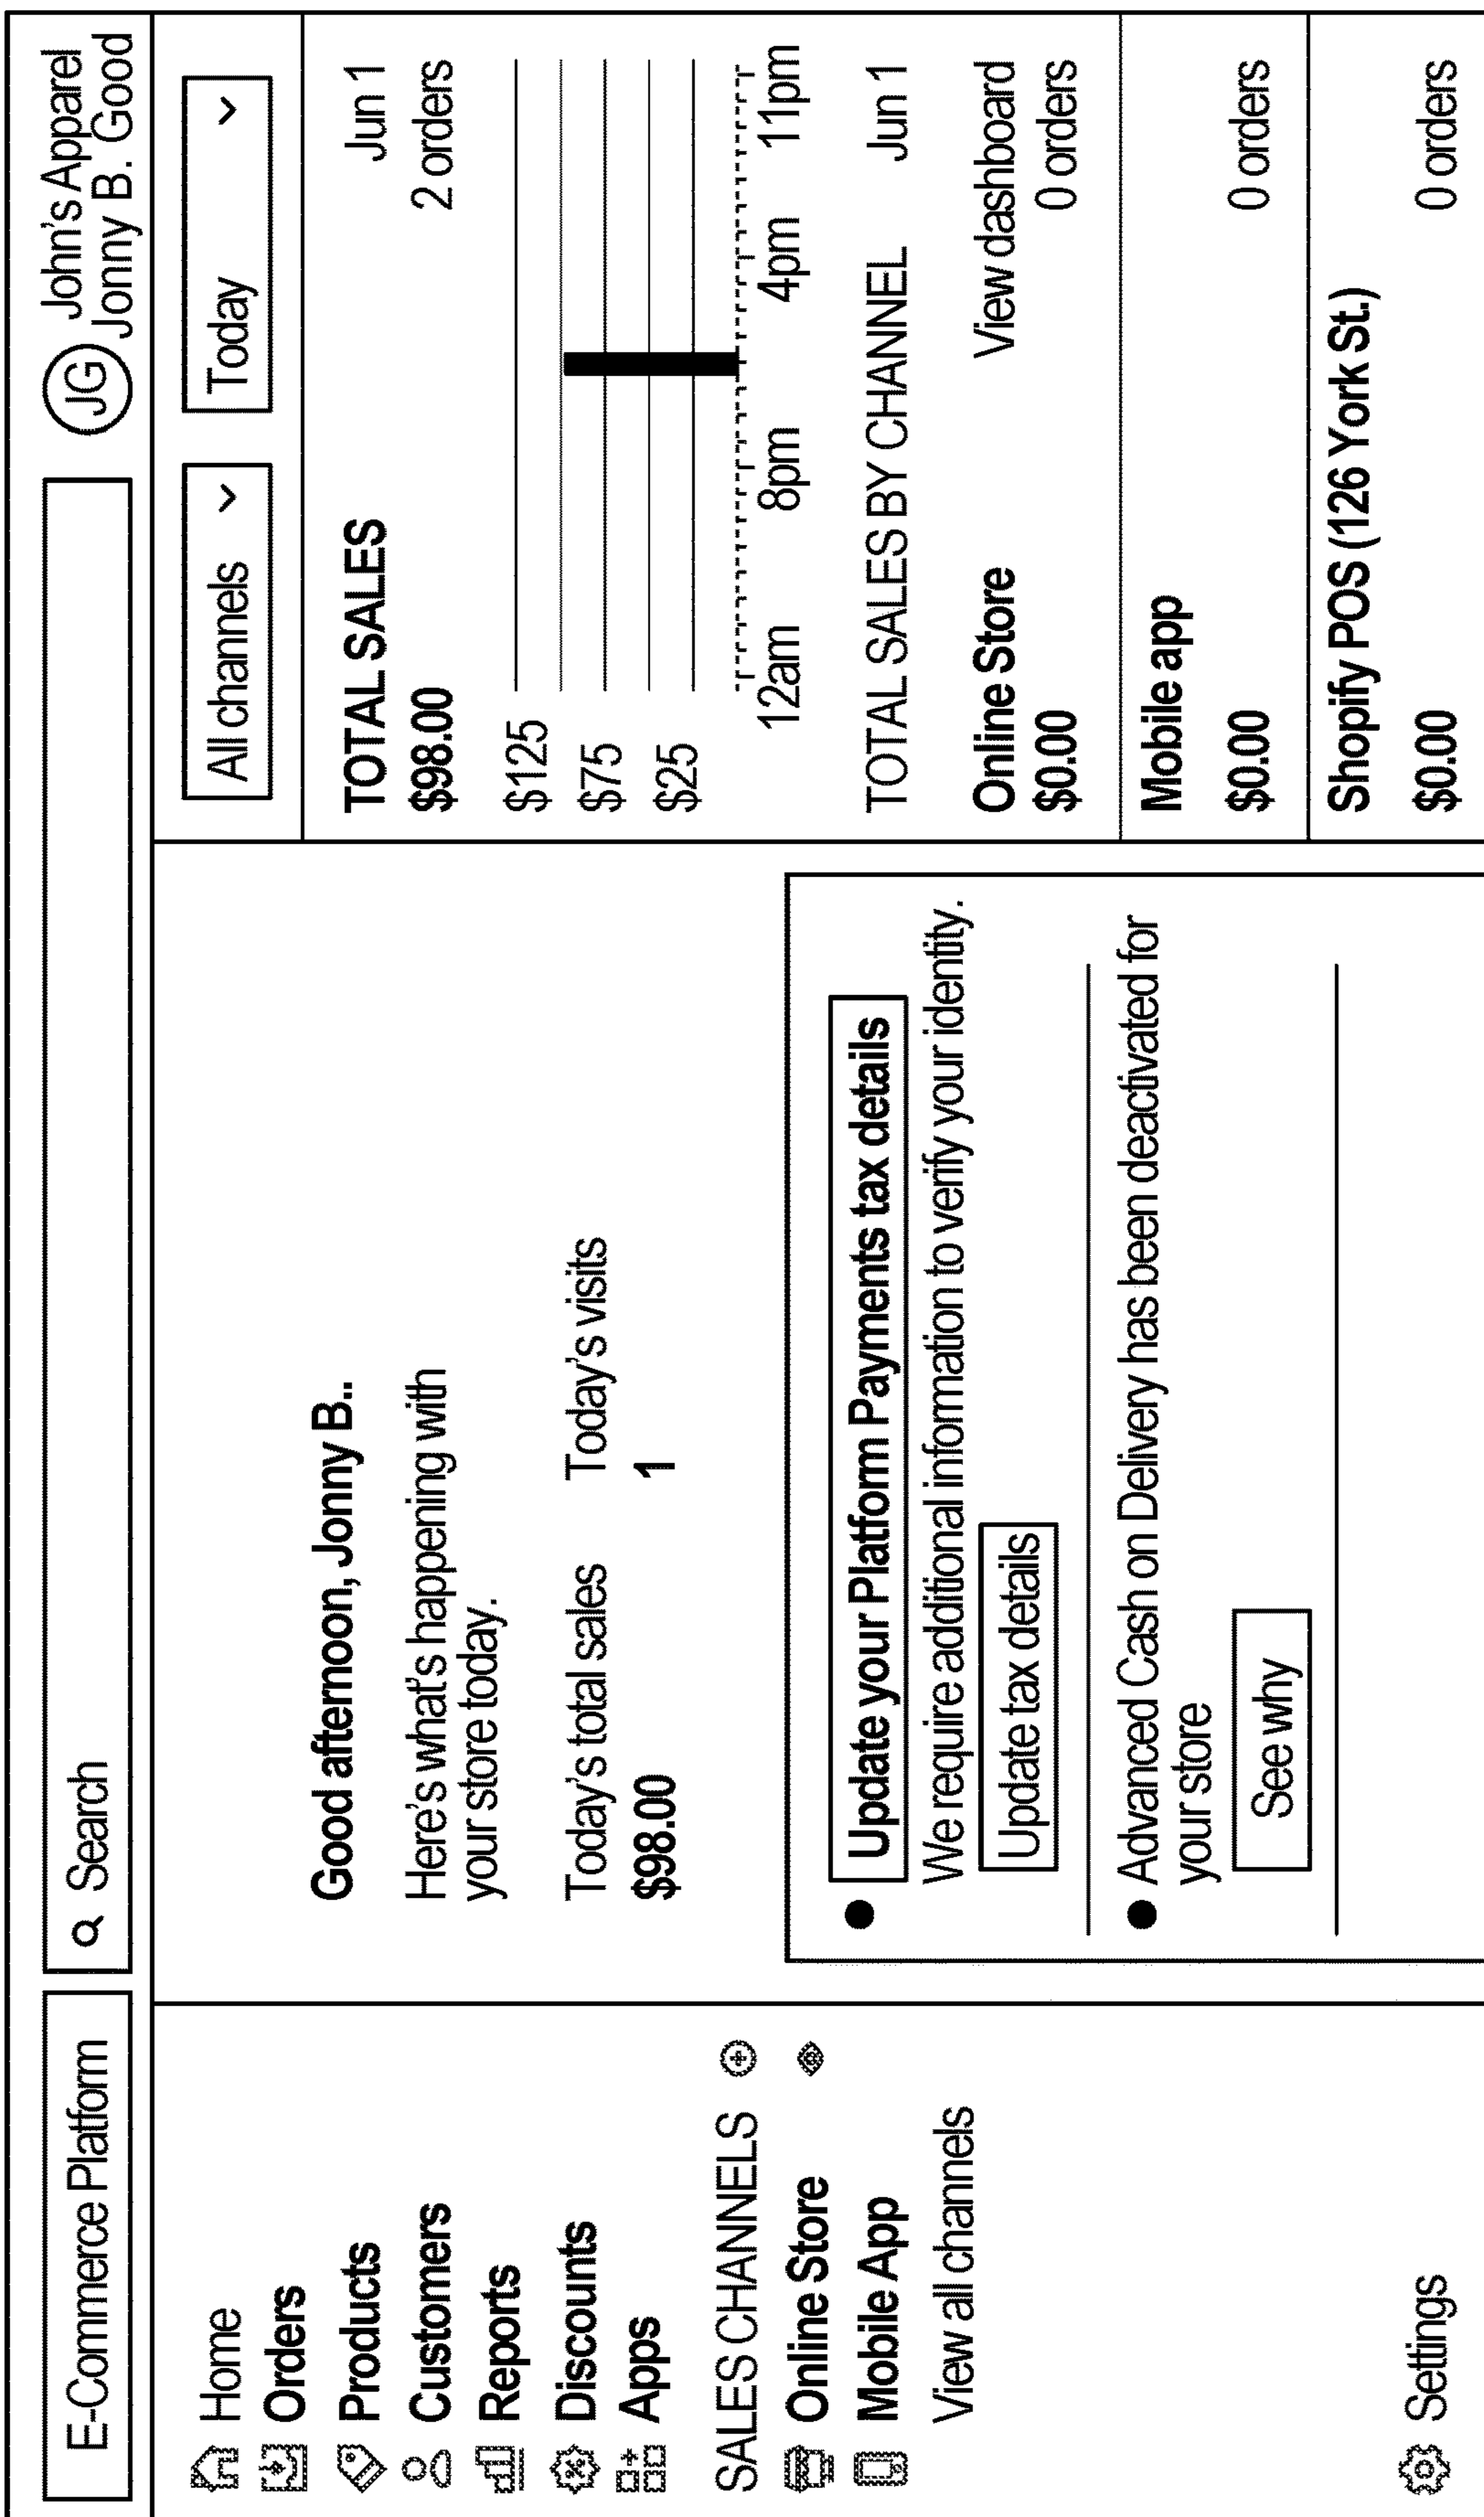 E-Commerce Platform
Search
JG
John's Apparel
Jonny B. Good
Home
Orders
Products
Customers
Reports
Discounts
Apps
SALES CHANNELS
Online Store
Mobile App
View all channels
Settings
Good afternoon, Jonny B..
Here's what's happening with
your store today.
Today's total sales Today's visits
$98.00 1
Update your Platform Payments tax details
We require additional information to verify your identity.
Update tax details
Advanced Cash on Delivery has been deactivated for
your store
See why
All channels Today
TOTAL SALES Jun 1
$98.00 2 orders
$125
$75
$25
12am 8pm 4pm 11pm
TOTAL SALES BY CHANNEL Jun 1
Online Store View dashboard
$0.00 0 orders
Mobile app
$0.00 0 orders
Shopify POS (126 York St.)
$0.00 0 orders